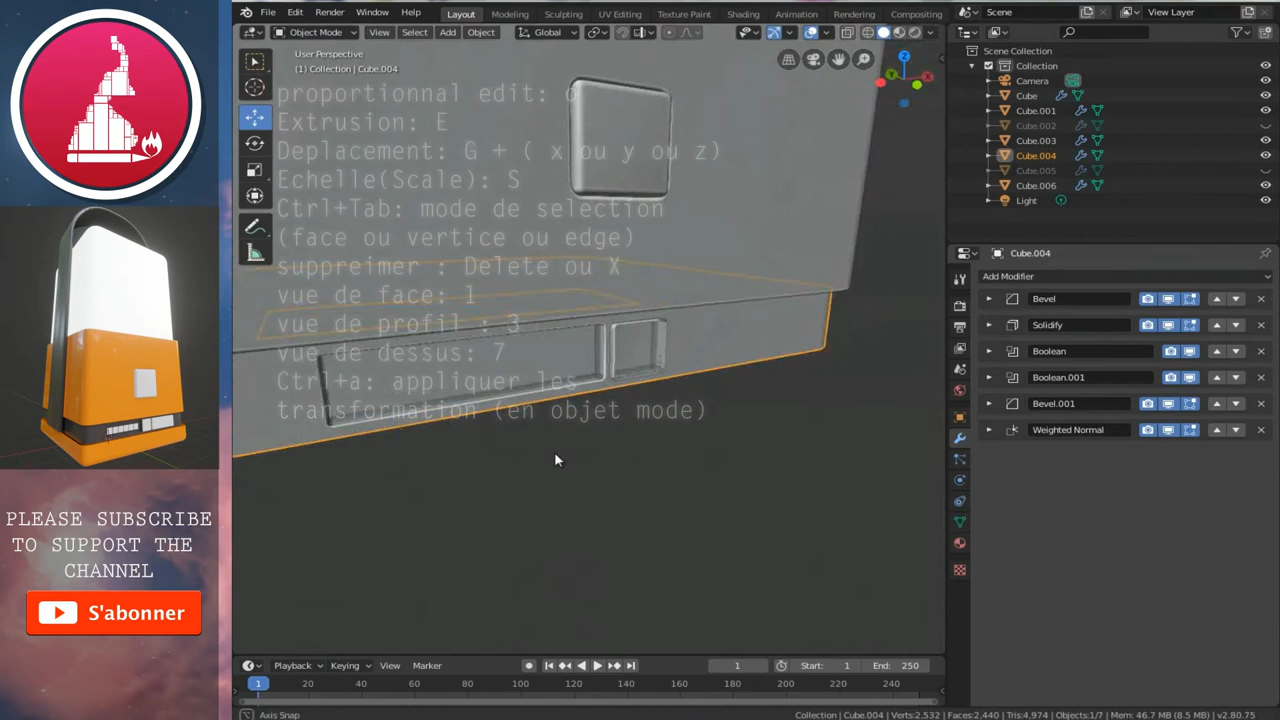 File Edit Render Window Help
Layout Modeling Sculpting UV Editing Texture Paint Shading Animation Rendering Compositing
Scene View Layer
Object Mode View Select Add Object Global
User Perspective
(1) Collection | Cube.004
proportionnal edit: o
Extrusion: E
Deplacement: G + ( x ou y ou z)
Echelle(Scale): S
Ctrl+Tab: mode de selection
(face ou vertice ou edge)
suppreimer : Delete ou X
vue de face: 1
vue de profil : 3
vue de dessus: 7
Ctrl+a: appliquer les
transformation (en objet mode)
Scene Collection
Collection
Camera
Cube
Cube.001
Cube.002
Cube.003
Cube.004
Cube.005
Cube.006
Light
Cube.004
Add Modifier
Bevel
Solidify
Boolean
Boolean.001
Bevel.001
Weighted Normal
PLEASE SUBSCRIBE
TO SUPPORT THE
CHANNEL
S'abonner
Playback Keying View Marker 1 Start: 1 End: 250
1 20 40 60 80 100 120 140 160 180 200 220 240
Axis Snap
Collection | Cube.004 | Verts:2,532 | Faces:2,440 | Tris:4,974 | Objects:1/7 | Mem: 46.7 MB (8.5 MB) | v2.80.75